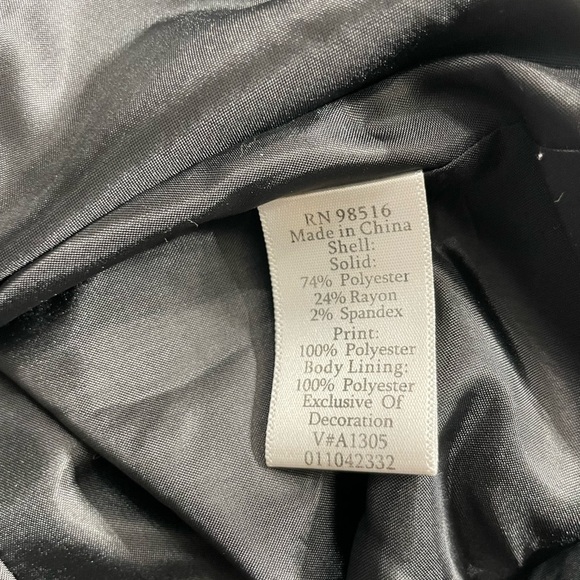 RN 98516
Made in China
Shell:
Solid:
74% Polyester
24% Rayon
2% Spandex
Print:
100% Polyester
Body Lining:
100% Polyester
Exclusive Of
Decoration
V#A1305
011042332